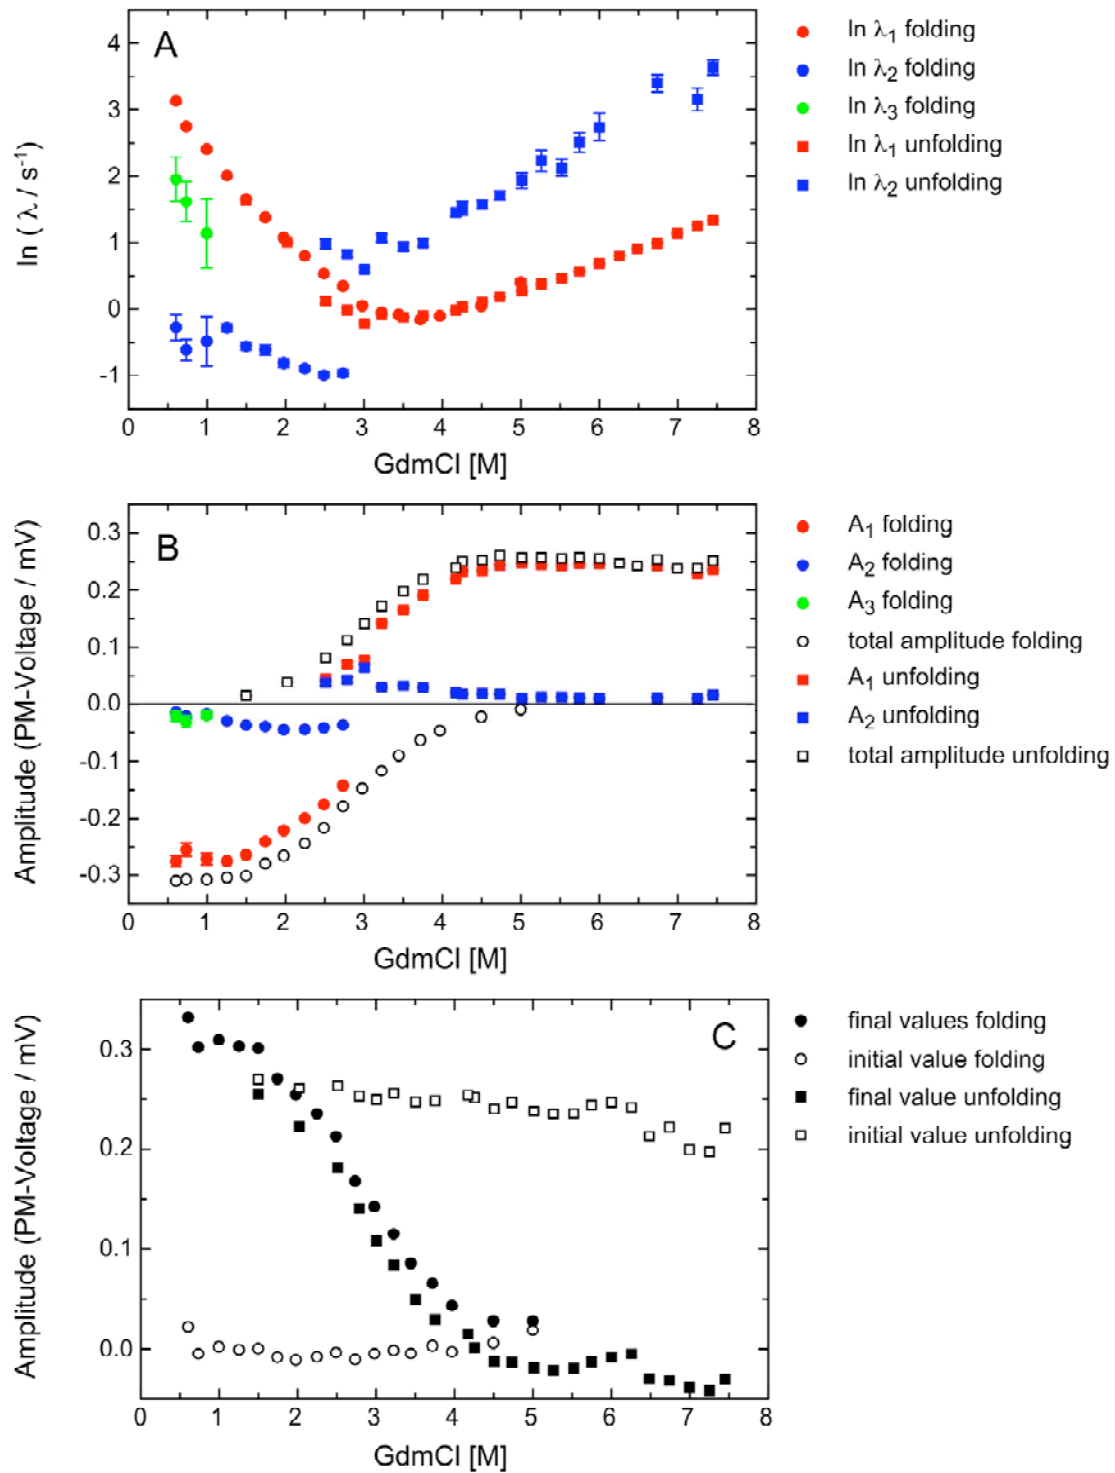 A
4
3
2
1
0
-1
ln ( λ / s⁻¹)
0 1 2 3 4 5 6 7 8
GdmCl [M]
ln λ₁ folding
ln λ₂ folding
ln λ₃ folding
ln λ₁ unfolding
ln λ₂ unfolding
B
0.3
0.2
0.1
0.0
-0.1
-0.2
-0.3
Amplitude (PM-Voltage / mV)
0 1 2 3 4 5 6 7 8
GdmCl [M]
A₁ folding
A₂ folding
A₃ folding
total amplitude folding
A₁ unfolding
A₂ unfolding
total amplitude unfolding
C
0.3
0.2
0.1
0.0
Amplitude (PM-Voltage / mV)
0 1 2 3 4 5 6 7 8
GdmCl [M]
final values folding
initial value folding
final value unfolding
initial value unfolding